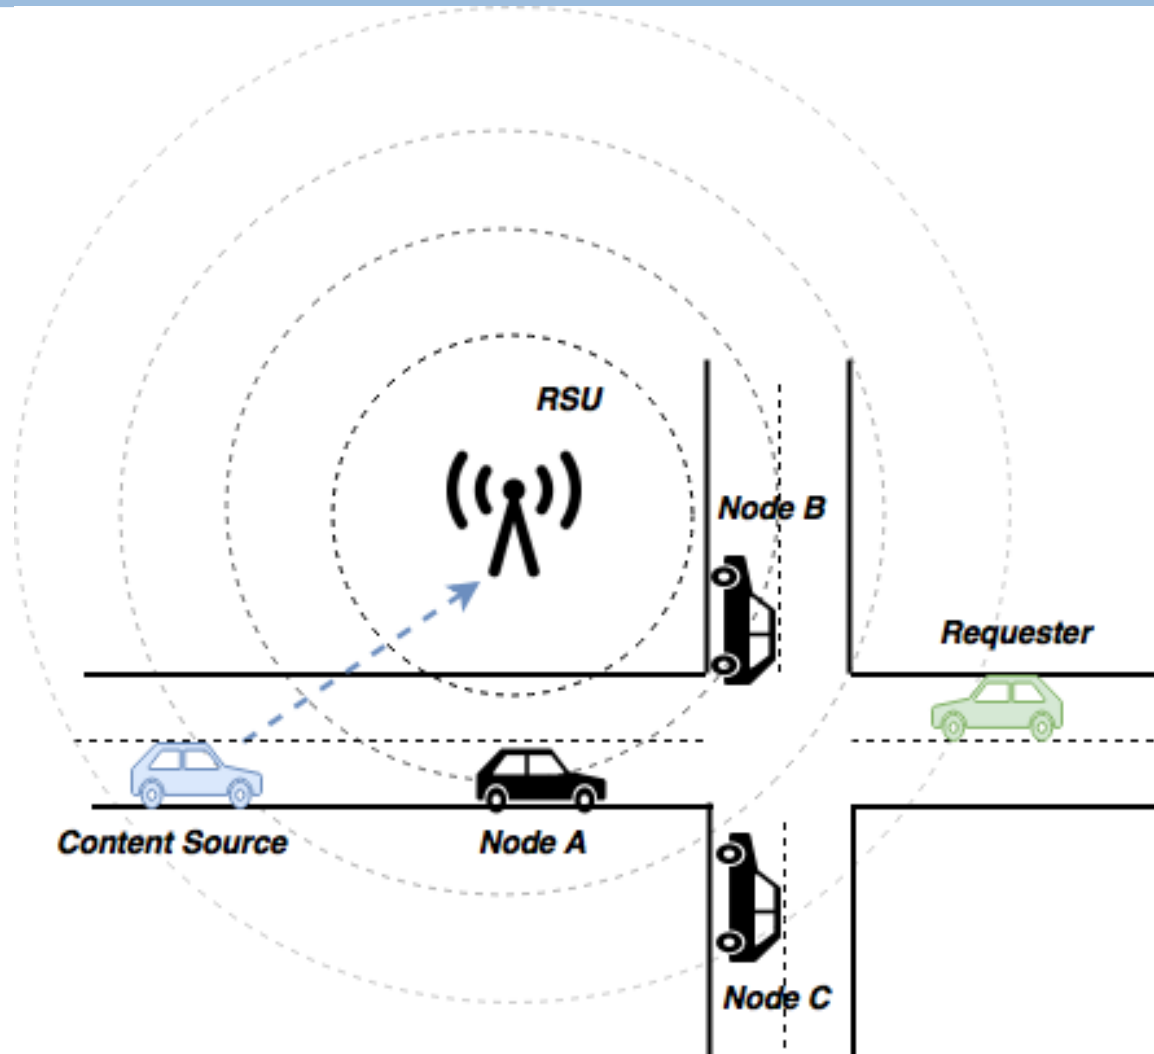 RSU
Node B
Requester
Content Source
Node A
Node C